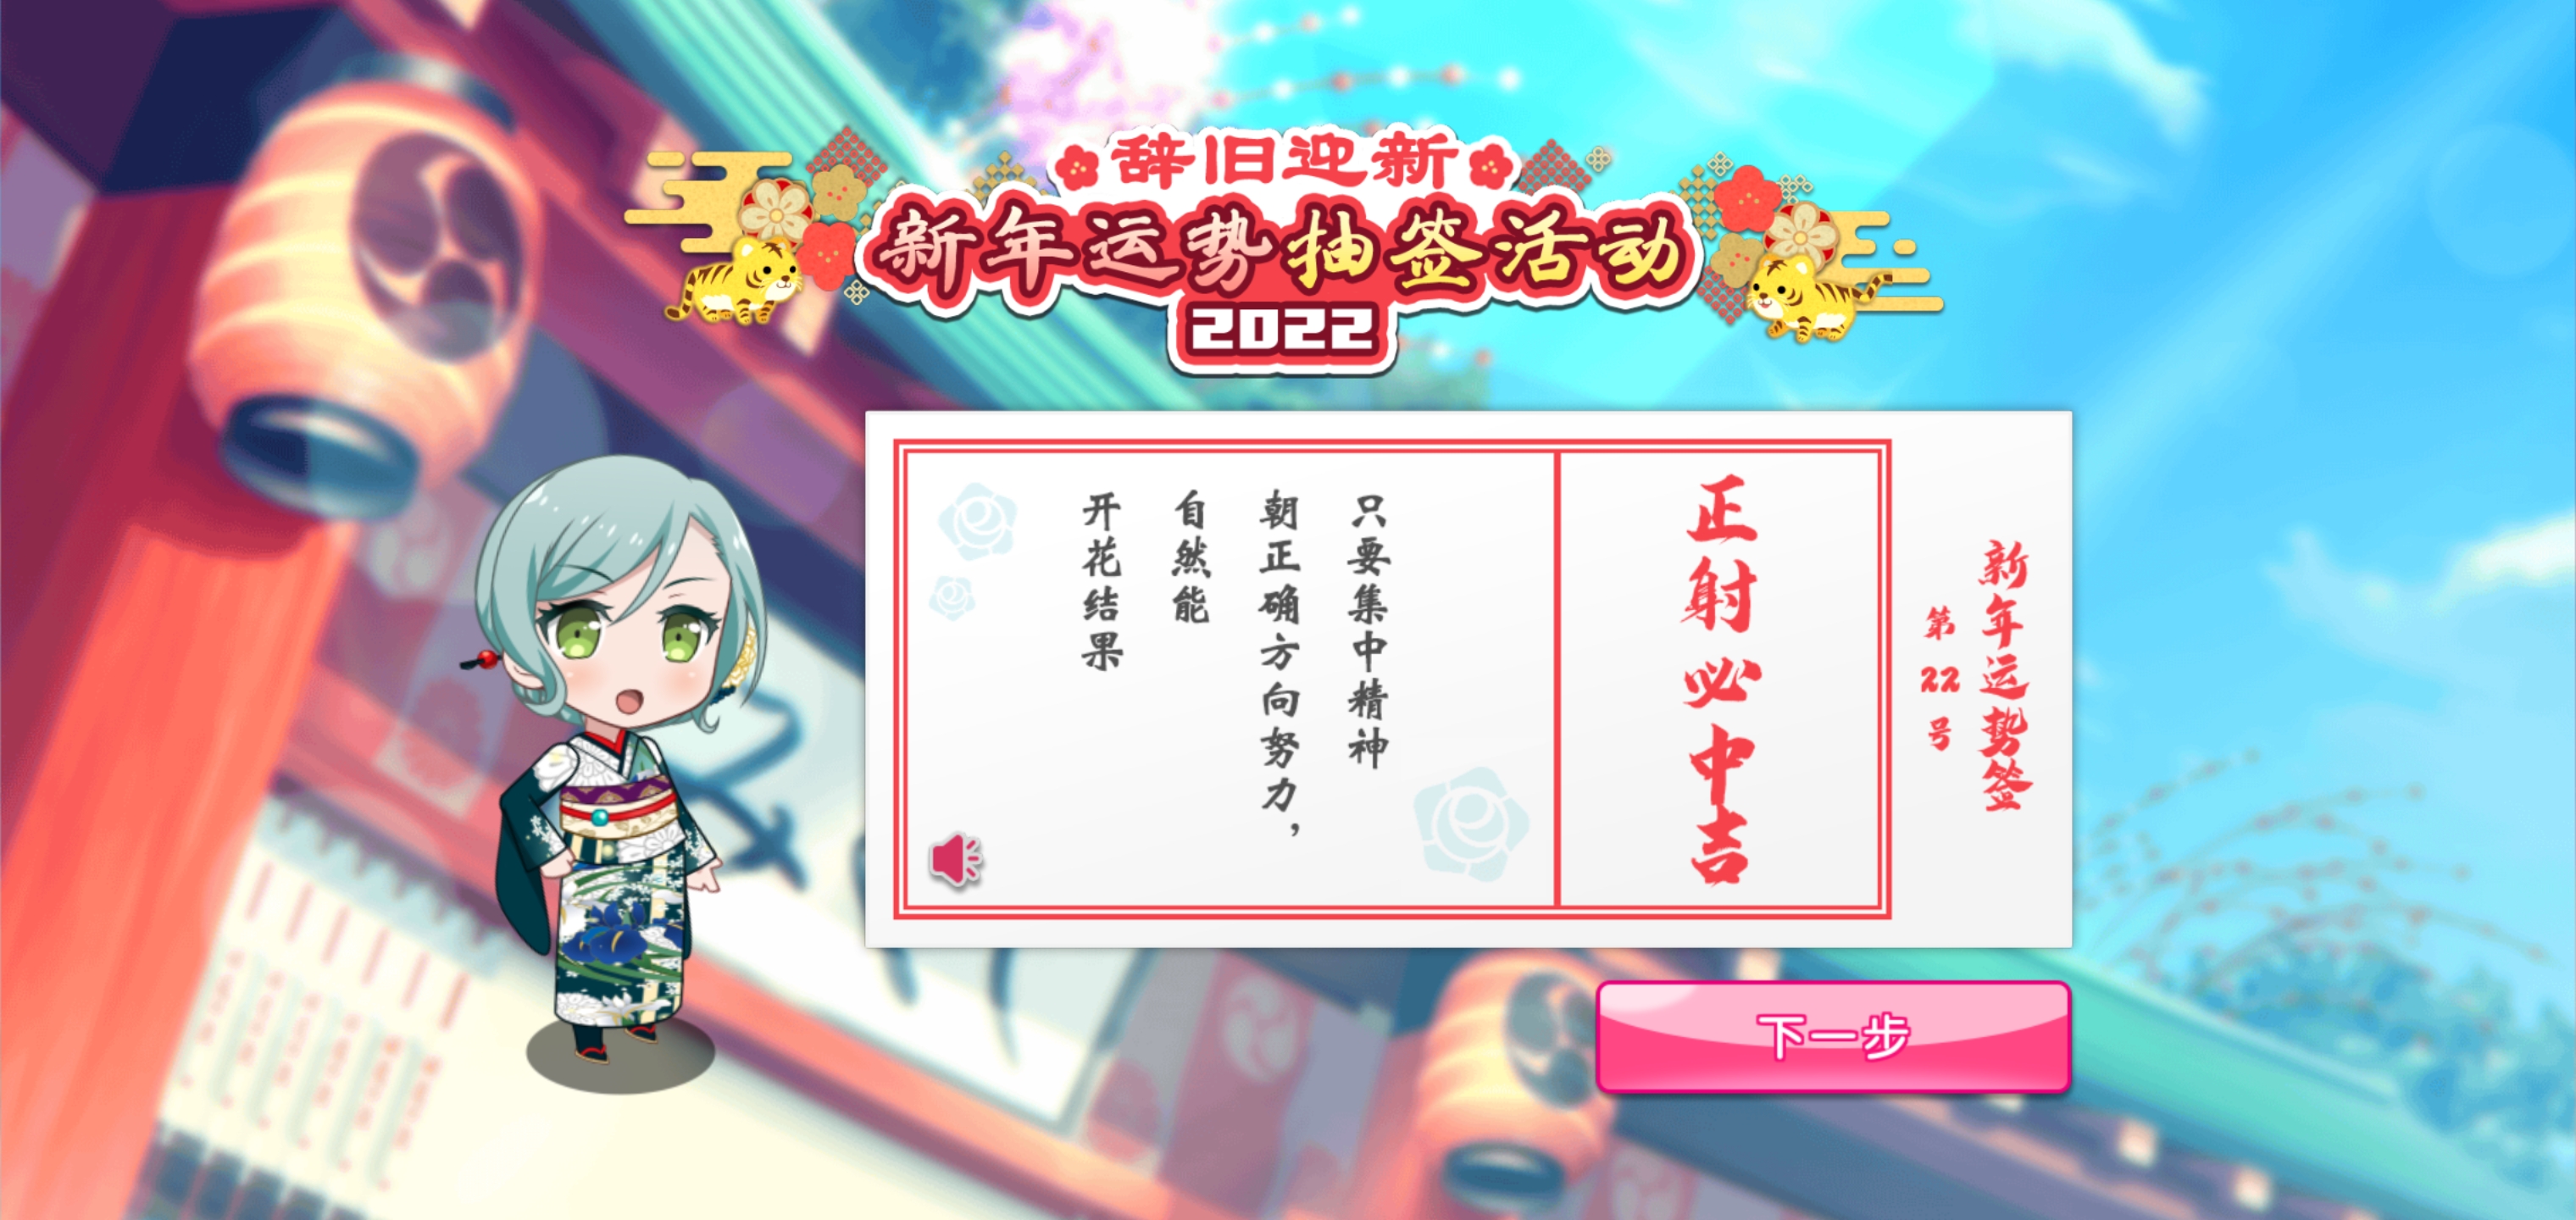 辞旧迎新
新年运势抽签活动
2022
新年运势签
第22号
正射必中吉
只要集中精神
朝正确方向努力，
自然能
开花结果
下一步